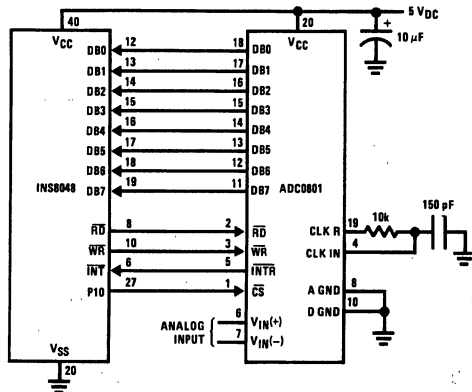 40
5 VDC
20
VCC
VCC
+
10 µF
DB0 12 18 DB0
DB1 13 17 DB1
DB2 14 16 DB2
DB3 15 15 DB3
DB4 16 14 DB4
DB5 17 13 DB5
DB6 18 12 DB6
DB7 19 11 DB7
INS8048
ADC0801
150 pF
RD 8 2 RD
CLK R 19 10k
WR 10 3 WR
CLK IN 4
INT 6 5 INTR
P10 27 1 CS
A GND 8
D GND 10
ANALOG
INPUT
6 VIN(+)
7 VIN(−)
VSS
20